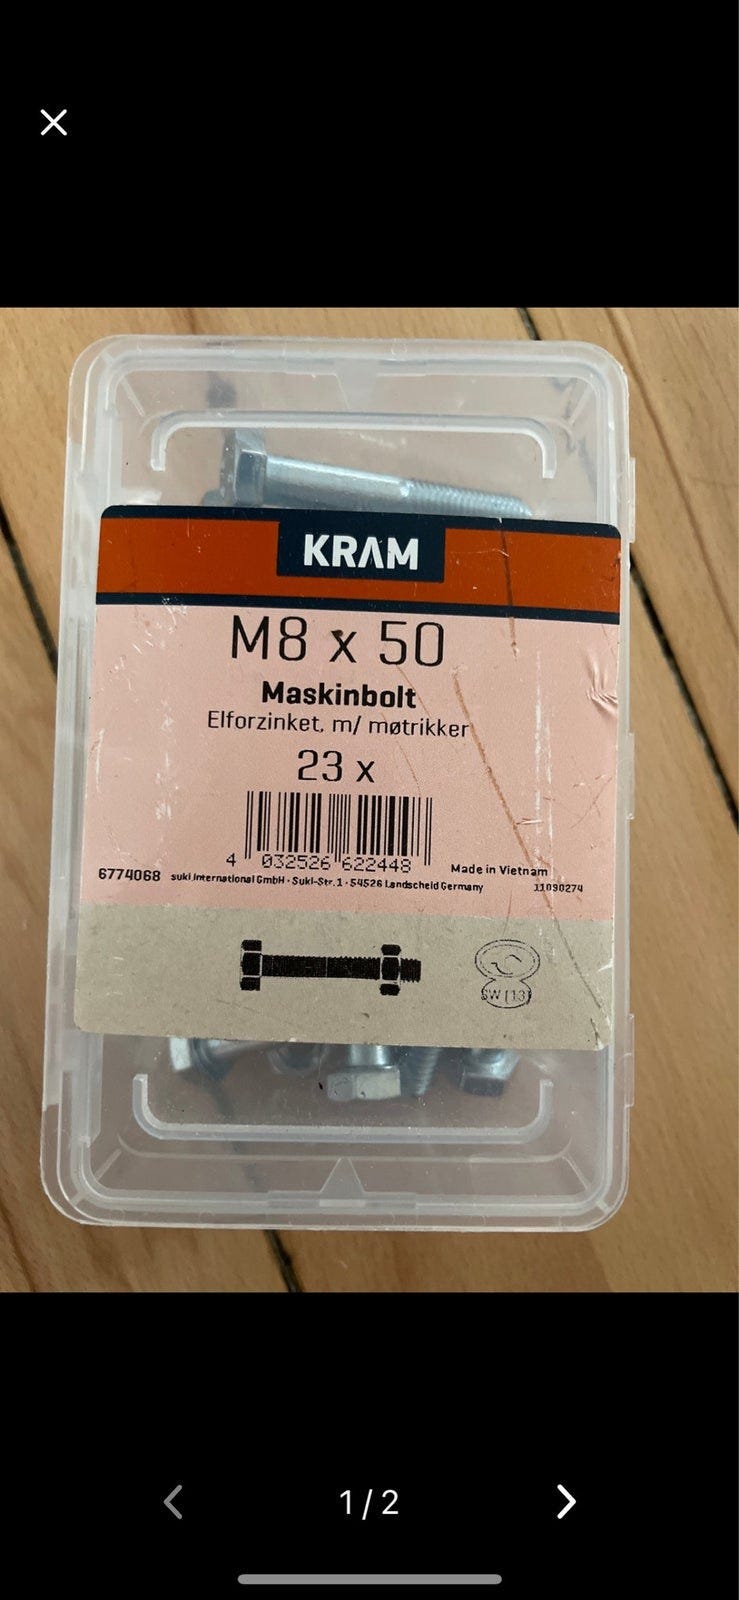 KRAM
M8 x 50
Maskinbolt
Elforzinket, m/ møtrikker
23 x
4 032526 622448
Made in Vietnam
6774068 suki.international GmbH · Suki-Str. 1 · 54526 Landscheid Germany 11090274
SW (13)
1 / 2